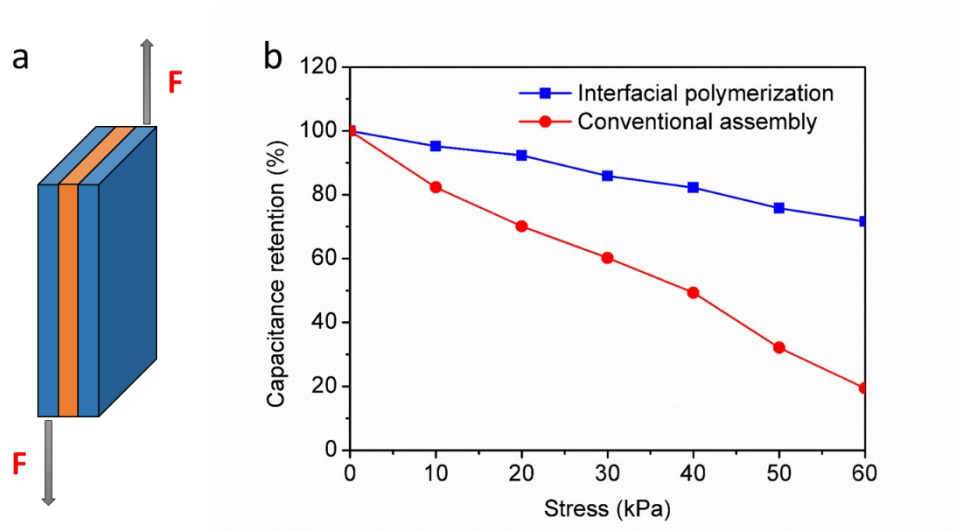 a
F
F
b
120
100
80
60
40
20
0
Capacitance retention (%)
Interfacial polymerization
Conventional assembly
0 10 20 30 40 50 60
Stress (kPa)